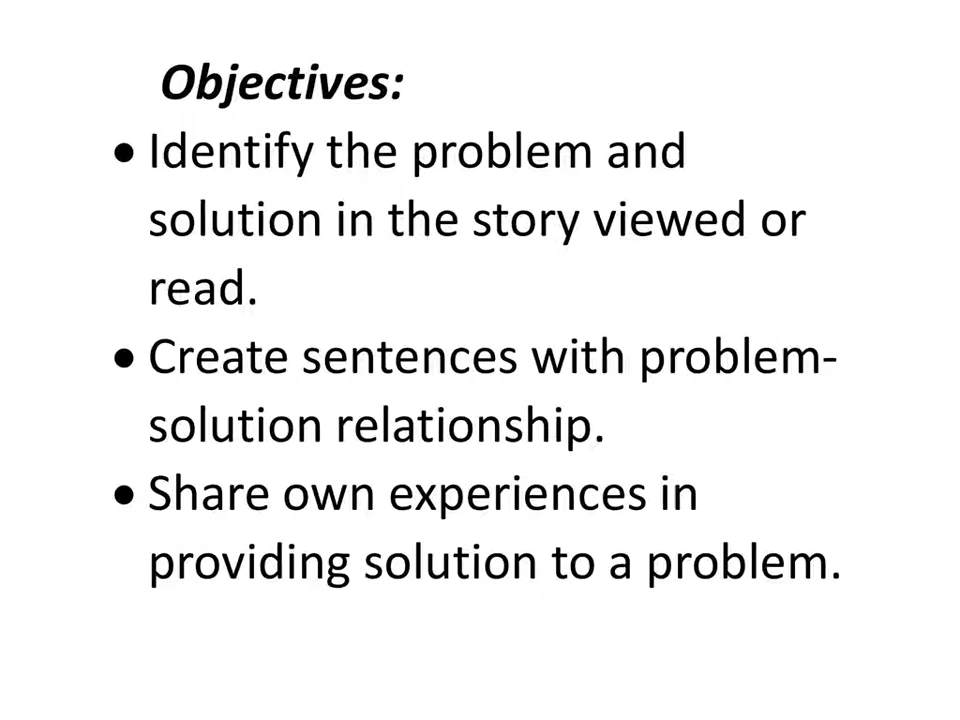 Objectives:
• Identify the problem and
solution in the story viewed or
read.
• Create sentences with problem-
solution relationship.
• Share own experiences in
providing solution to a problem.